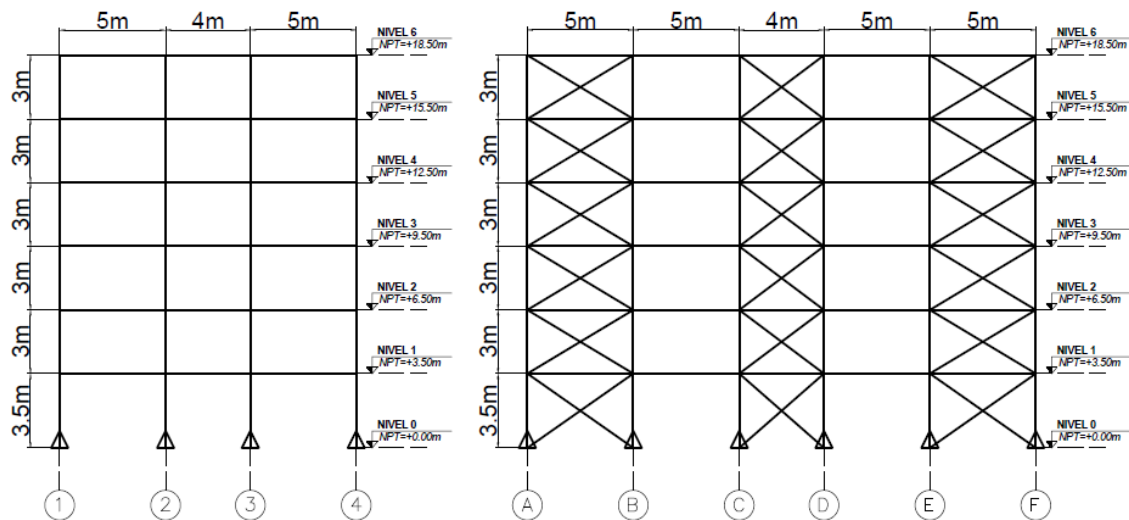 5m 4m 5m
NIVEL 6
NPT=+18.50m
3m
NIVEL 5
NPT=+15.50m
3m
NIVEL 4
NPT=+12.50m
3m
NIVEL 3
NPT=+9.50m
3m
NIVEL 2
NPT=+6.50m
3m
NIVEL 1
NPT=+3.50m
3.5m
NIVEL 0
NPT=+0.00m
1 2 3 4
5m 5m 4m 5m 5m
NIVEL 6
NPT=+18.50m
3m
NIVEL 5
NPT=+15.50m
3m
NIVEL 4
NPT=+12.50m
3m
NIVEL 3
NPT=+9.50m
3m
NIVEL 2
NPT=+6.50m
3m
NIVEL 1
NPT=+3.50m
3.5m
NIVEL 0
NPT=+0.00m
A B C D E F